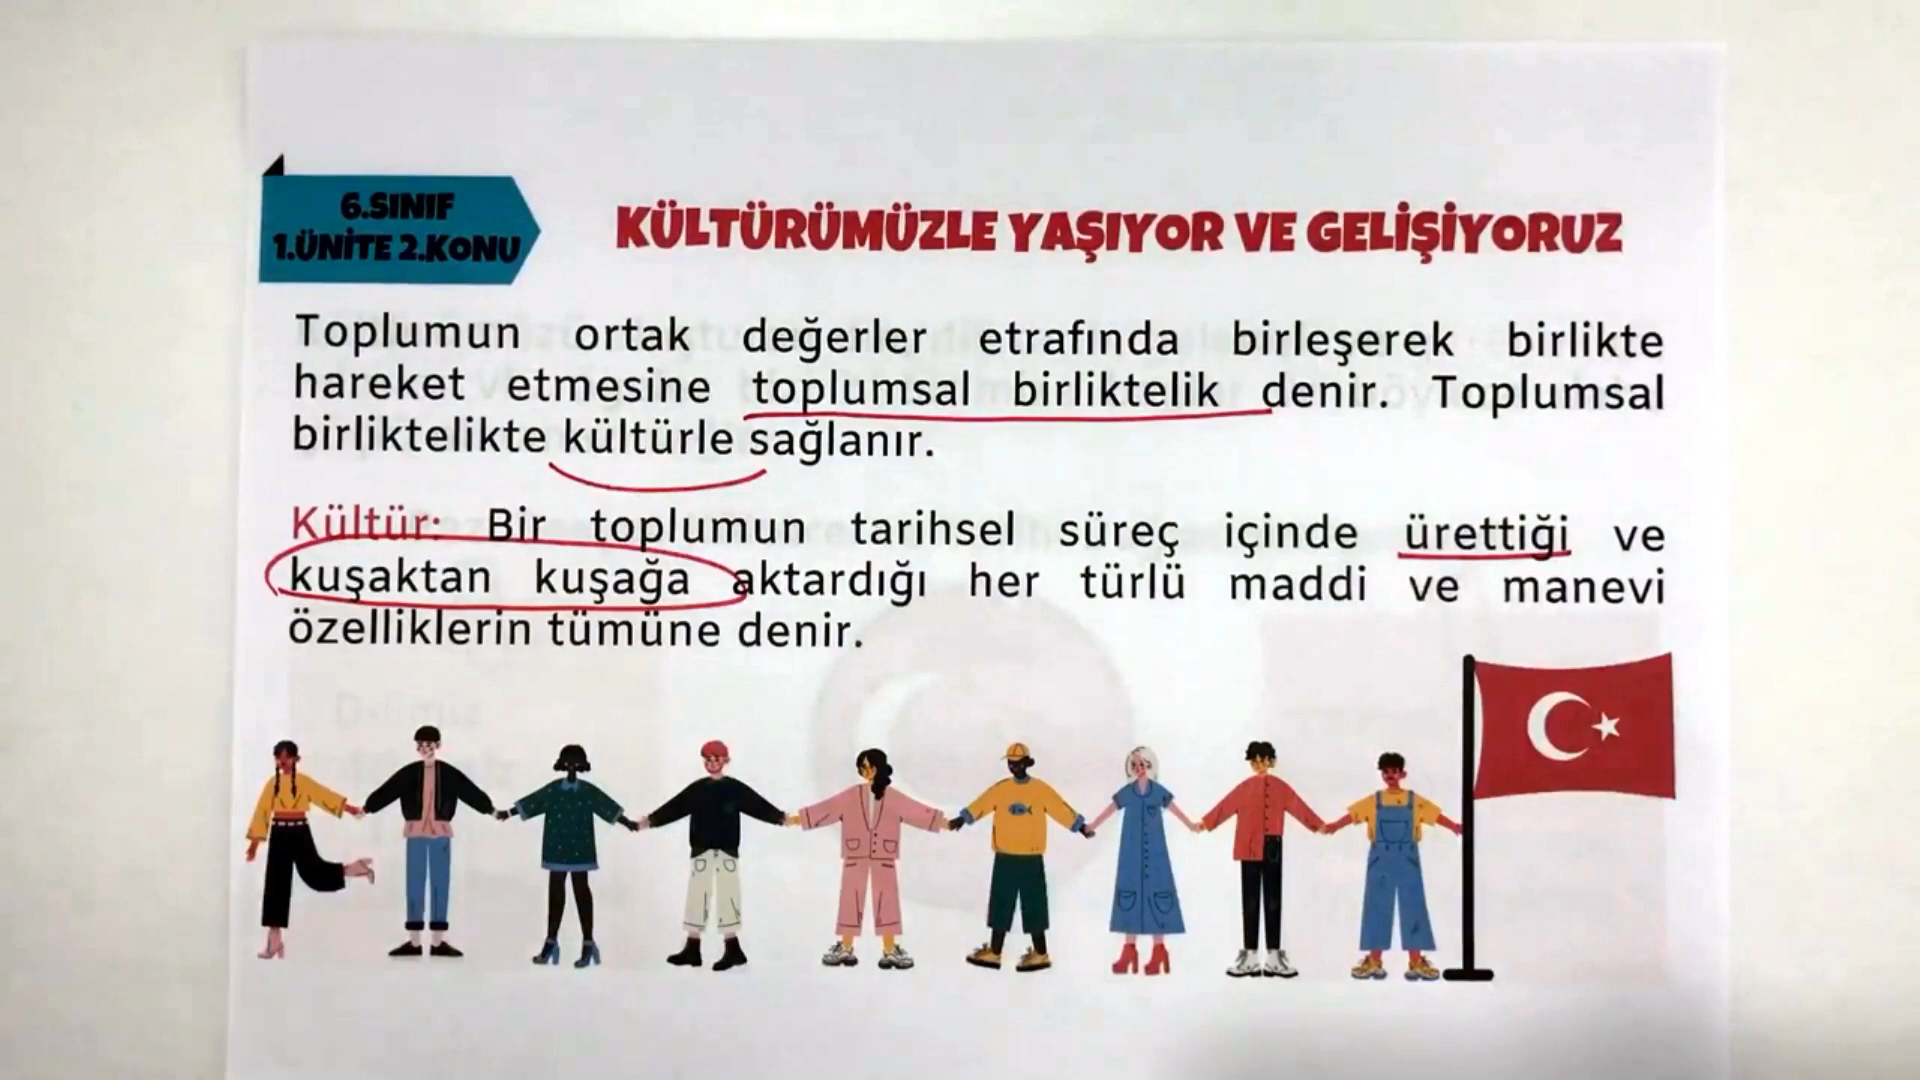 6.SINIF
1.ÜNİTE 2.KONU
KÜLTÜRÜMÜZLE YAŞIYOR VE GELİŞİYORUZ
Toplumun ortak değerler etrafında birleşerek birlikte
hareket etmesine toplumsal birliktelik denir. Toplumsal
birliktelikte kültürle sağlanır.
Kültür: Bir toplumun tarihsel süreç içinde ürettiği ve
kuşaktan kuşağa aktardığı her türlü maddi ve manevi
özelliklerin tümüne denir.